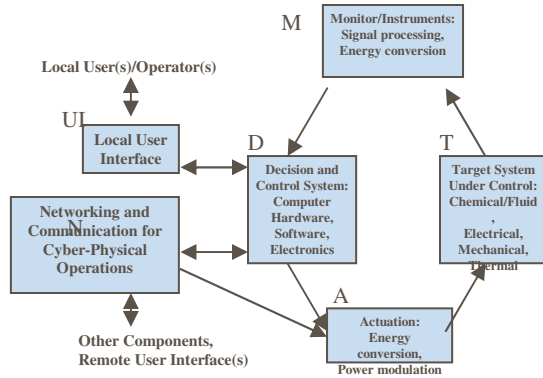 M
Monitor/Instruments:
Signal processing,
Energy conversion
Local User(s)/Operator(s)
UI
Local User
Interface
D
Decision and
Control System:
Computer
Hardware,
Software,
Electronics
T
Target System
Under Control:
Chemical/Fluid
,
Electrical,
Mechanical,
Thermal
N
Networking and
Communication for
Cyber-Physical
Operations
A
Actuation:
Energy
conversion,
Power modulation
Other Components,
Remote User Interface(s)